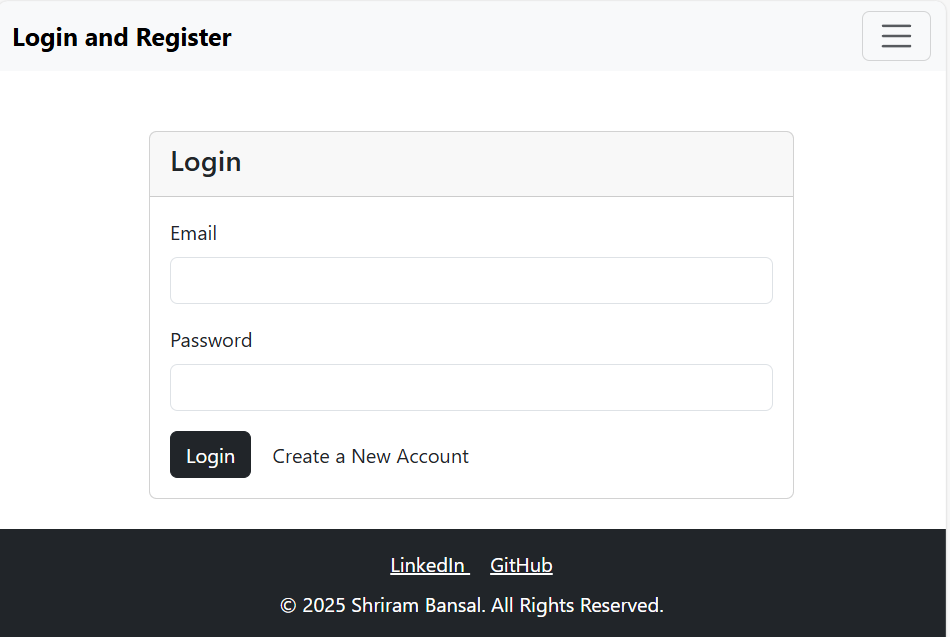 Login and Register
Login
Email
Password
Login Create a New Account
LinkedIn GitHub
© 2025 Shriram Bansal. All Rights Reserved.